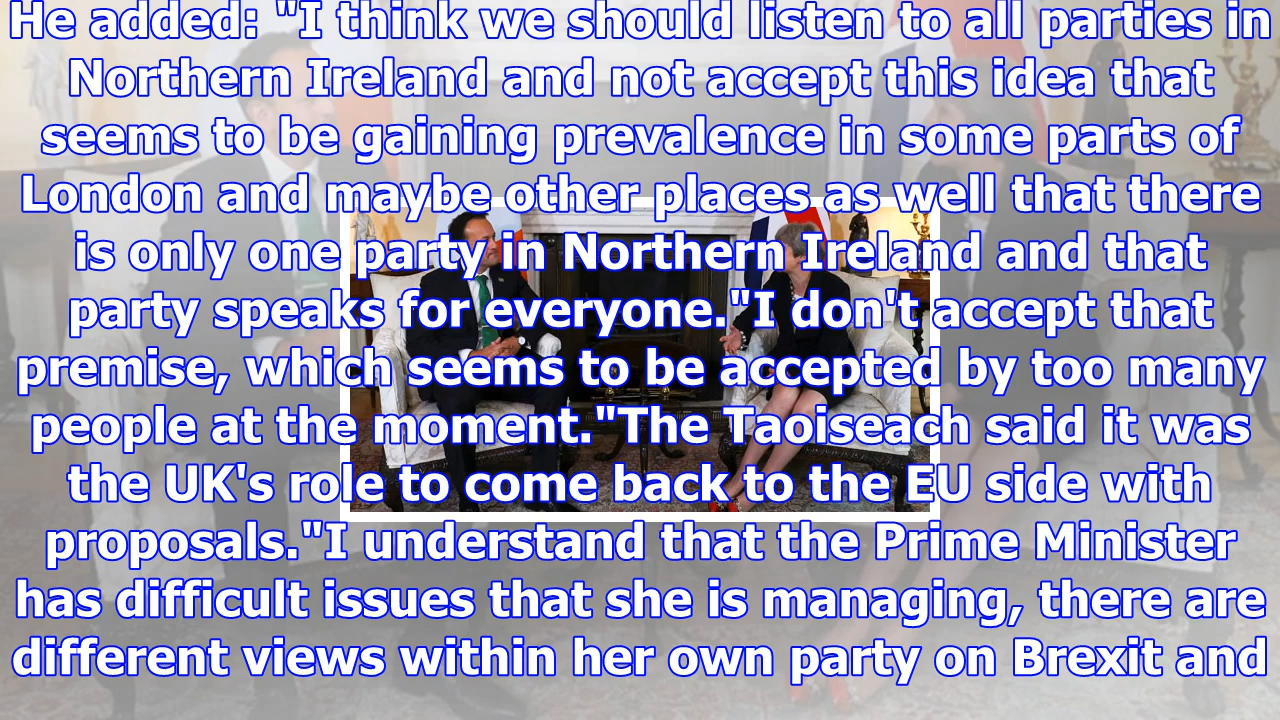 He added: "I think we should listen to all parties in
Northern Ireland and not accept this idea that
seems to be gaining prevalence in some parts of
London and maybe other places as well that there
is only one party in Northern Ireland and that
party speaks for everyone."I don't accept that
premise, which seems to be accepted by too many
people at the moment."The Taoiseach said it was
the UK's role to come back to the EU side with
proposals."I understand that the Prime Minister
has difficult issues that she is managing, there are
different views within her own party on Brexit and